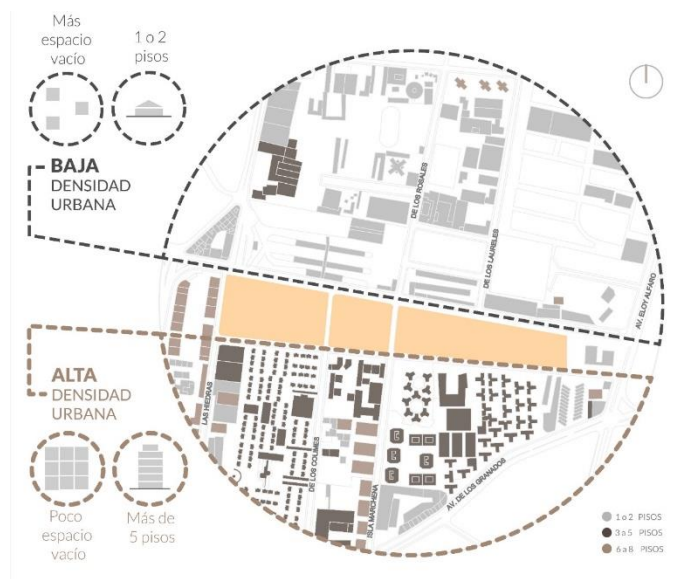 Más
espacio
vacío
1 o 2
pisos
BAJA
DENSIDAD
URBANA
DE LOS ROSALES
DE LOS LAURELES
AV. ELOY ALFARO
ALTA
DENSIDAD
URBANA
LAS HIEDRAS
DE LOS COLIMES
ISLA MARCHENA
AV. DE LOS GRANADOS
Poco
espacio
vacío
Más de
5 pisos
1 o 2 PISOS
3 a 5 PISOS
6 a 8 PISOS